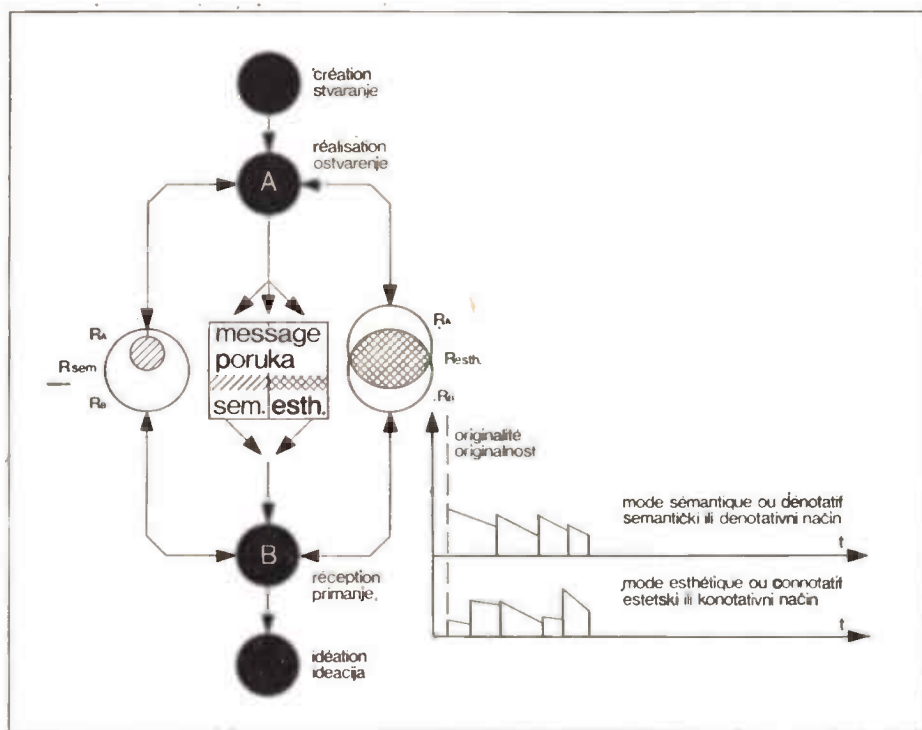 création
stvaranje
réalisation
ostvarenje
A
RA
R sem
RB
message
poruka
sem. esth.
RA
Resth.
RB
B
réception
primanje.
idéation
ideacija
originalité
originalnost
mode sémantique ou dénotatif
semantički ili denotativni način
t
mode esthétique ou connotatif
estetski ili konotativni način
t